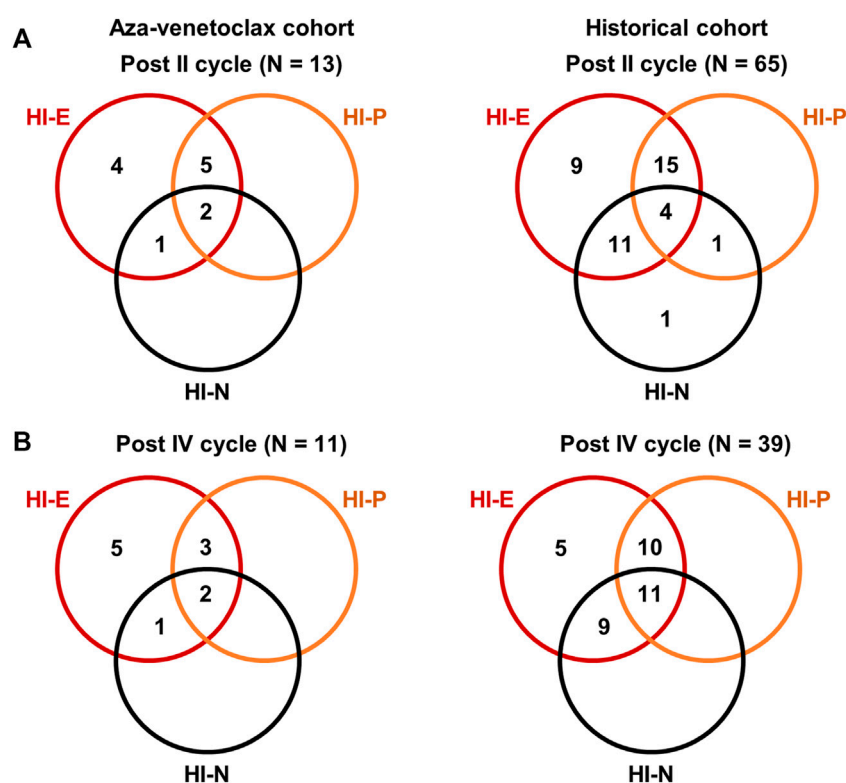 A
Aza-venetoclax cohort
Historical cohort
Post II cycle (N = 13)
Post II cycle (N = 65)
HI-E
HI-P
HI-E
HI-P
4
5
9
15
2
4
1
11
1
1
HI-N
HI-N
B
Post IV cycle (N = 11)
Post IV cycle (N = 39)
HI-E
HI-P
HI-E
HI-P
5
3
5
10
2
11
1
9
HI-N
HI-N